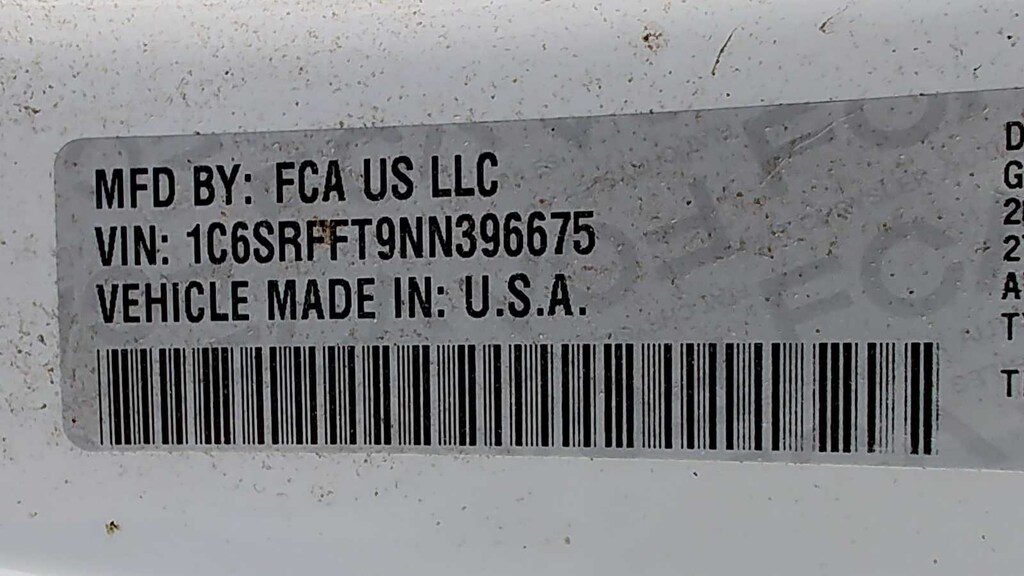 MFD BY: FCA US LLC
VIN: 1C6SRFFT9NN396675
VEHICLE MADE IN: U.S.A.